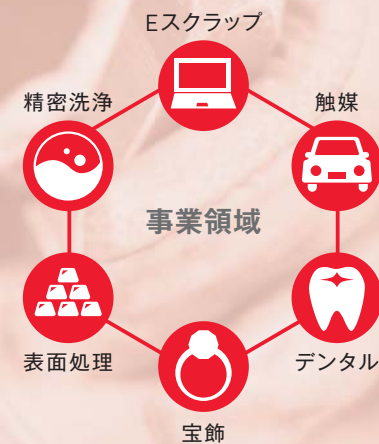 Eスクラップ
精密洗浄
触媒
事業領域
表面処理
デンタル
宝飾